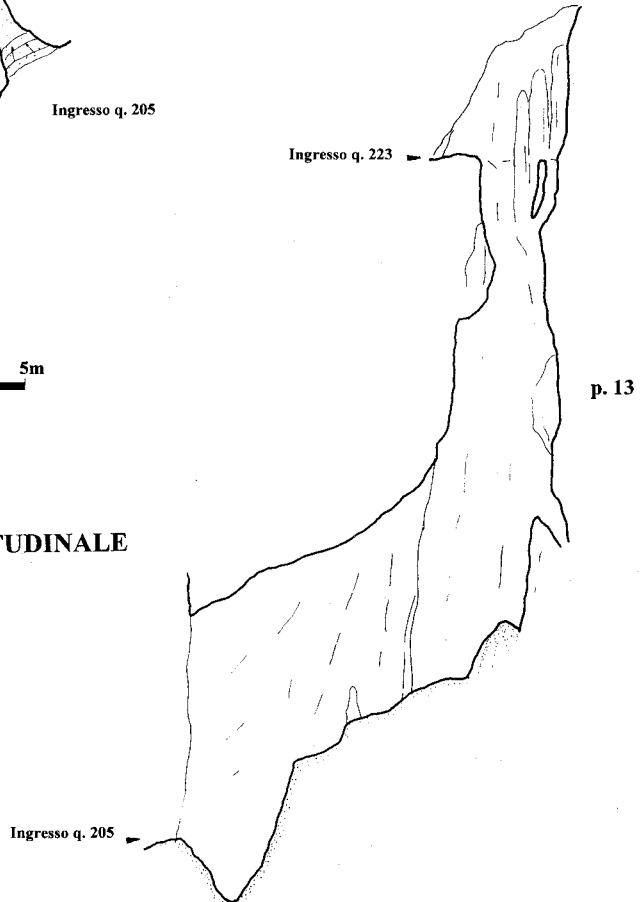 Ingresso q. 205
Ingresso q. 223
5m
p. 13
TUDINALE
Ingresso q. 205